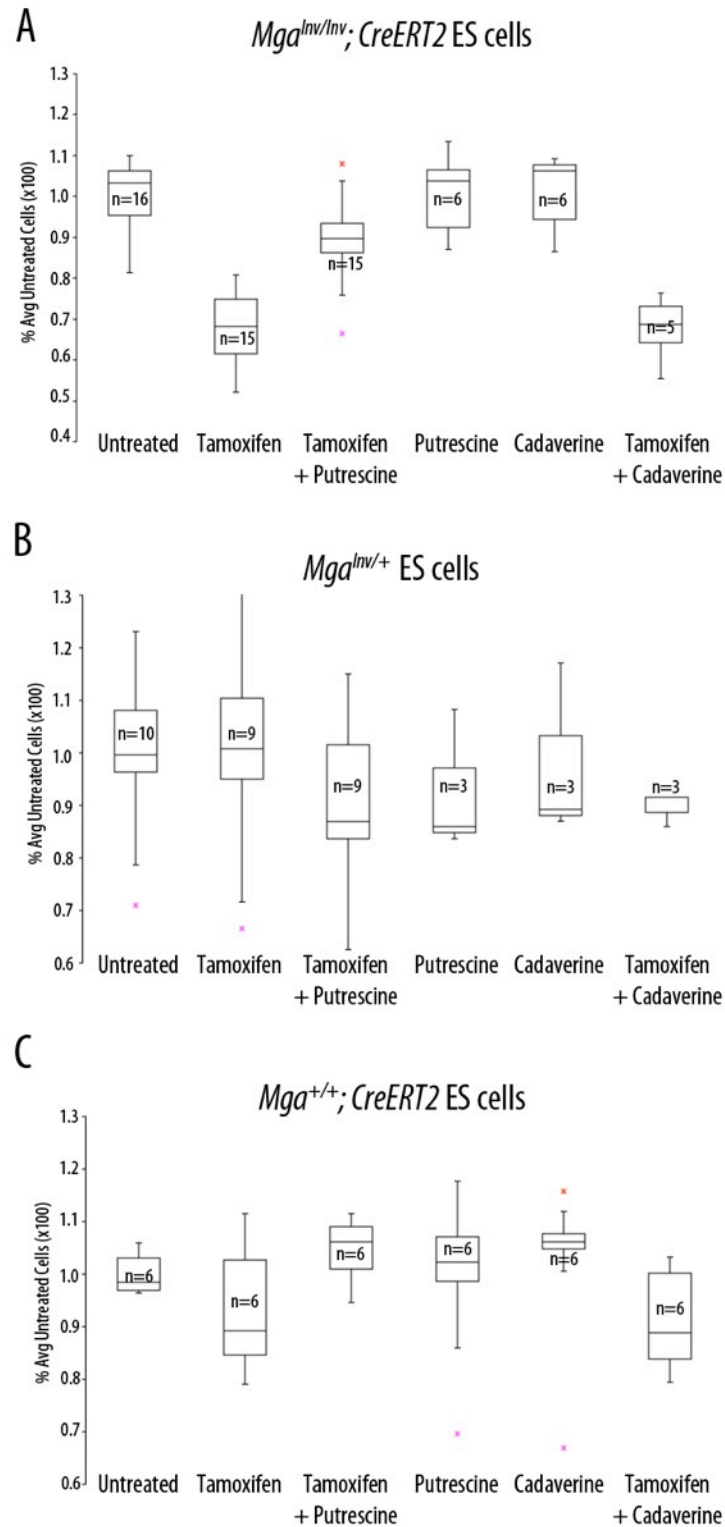 A
Mga^Inv/Inv; CreERT2 ES cells
% Avg Untreated Cells (x100)
1.3
1.2
1.1
1.0
0.9
0.8
0.7
0.6
0.5
0.4
n=16
n=15
n=15
n=6
n=6
n=5
Untreated Tamoxifen Tamoxifen Putrescine Cadaverine Tamoxifen
+ Putrescine + Cadaverine
B
Mga^Inv/+ ES cells
% Avg Untreated Cells (x100)
1.3
1.2
1.1
1.0
0.9
0.8
0.7
0.6
n=10
n=9
n=9
n=3
n=3
n=3
Untreated Tamoxifen Tamoxifen Putrescine Cadaverine Tamoxifen
+ Putrescine + Cadaverine
C
Mga^+/+; CreERT2 ES cells
% Avg Untreated Cells (x100)
1.3
1.2
1.1
1.0
0.9
0.8
0.7
0.6
n=6
n=6
n=6
n=6
n=6
n=6
Untreated Tamoxifen Tamoxifen Putrescine Cadaverine Tamoxifen
+ Putrescine + Cadaverine